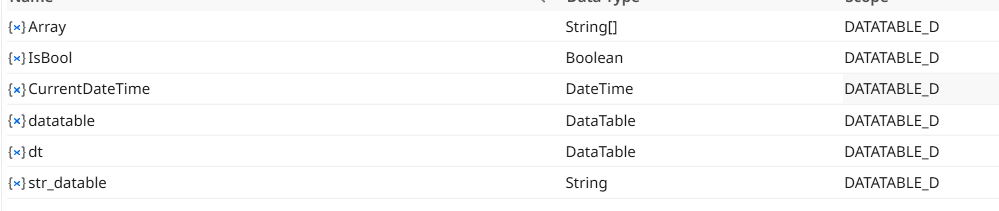 Name Data Type Scope
{×} Array String[] DATATABLE_D
{×} IsBool Boolean DATATABLE_D
{×} CurrentDateTime DateTime DATATABLE_D
{×} datatable DataTable DATATABLE_D
{×} dt DataTable DATATABLE_D
{×} str_datable String DATATABLE_D